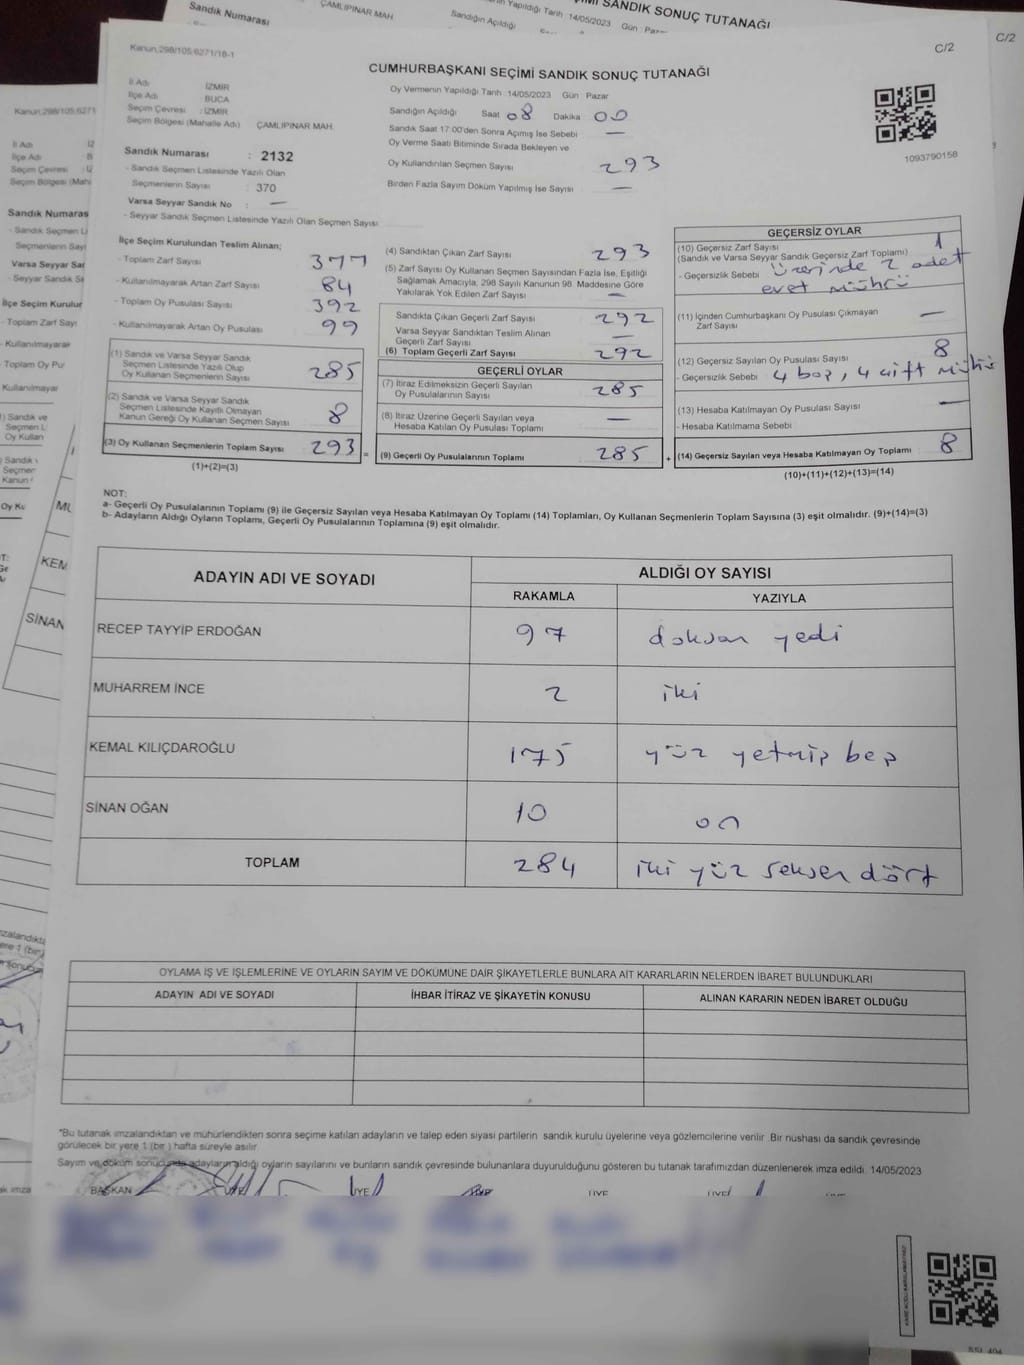 Sandık Numarası
ÇAMLIPINAR MAH
Sandığın Açıldığı
SANDIK SONUÇ TUTANAĞI
C/2
Kanun;298/105;6271/18-1
C/2
CUMHURBAŞKANI SEÇİMİ SANDIK SONUÇ TUTANAĞI
İl Adı İZMİR
İlçe Adı BUCA
Seçim Çevresi : İZMİR
Seçim Bölgesi (Mahalle Adı) ÇAMLIPINAR MAH.
Sandık Numarası : 2132
- Sandık Seçmen Listesinde Yazılı Olan
Seçmenlerin Sayısı : 370
Varsa Seyyar Sandık No : —
- Seyyar Sandık Seçmen Listesinde Yazılı Olan Seçmen Sayısı
Oy Vermenin Yapıldığı Tarih 14/05/2023 Gün Pazar
Sandığın Açıldığı Saat 08 Dakika 00
Sandık Saat 17:00'den Sonra Açımış İse Sebebi —
Oy Verme Saati Bitiminde Sırada Bekleyen ve
Oy Kullandırılan Seçmen Sayısı 293
Birden Fazla Sayım Döküm Yapılmış İse Sayısı —
1093790158
İlçe Seçim Kurulundan Teslim Alınan;
- Toplam Zarf Sayısı 377
- Kullanılmayarak Artan Zarf Sayısı 84
- Toplam Oy Pusulası Sayısı 392
- Kullanılmayarak Artan Oy Pusulası 99
(1) Sandık ve Varsa Seyyar Sandık
Seçmen Listesinde Yazılı Olup
Oy Kullanan Seçmenlerin Sayısı 285
(2) Sandık ve Varsa Seyyar Sandık
Seçmen Listesinde Kayıtlı Olmayan
Kanun Gereği Oy Kullanan Seçmen Sayısı 8
(3) Oy Kullanan Seçmenlerin Toplam Sayısı 293 =
(1)+(2)=(3)
(4) Sandıktan Çıkan Zarf Sayısı 293
(5) Zarf Sayısı Oy Kullanan Seçmen Sayısından Fazla İse, Eşitliği
Sağlamak Amacıyla; 298 Sayılı Kanunun 98. Maddesine Göre
Yakılarak Yok Edilen Zarf Sayısı —
Sandıkta Çıkan Geçerli Zarf Sayısı 292
Varsa Seyyar Sandıktan Teslim Alınan
Geçerli Zarf Sayısı —
(6) Toplam Geçerli Zarf Sayısı 292
GEÇERLİ OYLAR
(7) İtiraz Edilmeksizin Geçerli Sayılan
Oy Pusulalarının Sayısı 285
(8) İtiraz Üzerine Geçerli Sayılan veya
Hesaba Katılan Oy Pusulası Toplamı —
(9) Geçerli Oy Pusulalarının Toplamı 285 +
GEÇERSİZ OYLAR
(10) Geçersiz Zarf Sayısı 1
(Sandık ve Varsa Seyyar Sandık Geçersiz Zarf Toplamı)
- Geçersizlik Sebebi üzerinde 2 adet
evet mührü
(11) İçinden Cumhurbaşkanı Oy Pusulası Çıkmayan
Zarf Sayısı —
(12) Geçersiz Sayılan Oy Pusulası Sayısı 8
- Geçersizlik Sebebi 4 boş, 4 çift mühür
(13) Hesaba Katılmayan Oy Pusulası Sayısı —
- Hesaba Katılmama Sebebi
(14) Geçersiz Sayılan veya Hesaba Katılmayan Oy Toplamı 8
(10)+(11)+(12)+(13)=(14)
NOT:
a- Geçerli Oy Pusulalarının Toplamı (9) ile Geçersiz Sayılan veya Hesaba Katılmayan Oy Toplamı (14) Toplamları, Oy Kullanan Seçmenlerin Toplam Sayısına (3) eşit olmalıdır. (9)+(14)=(3)
b- Adayların Aldığı Oyların Toplamı, Geçerli Oy Pusulalarının Toplamına (9) eşit olmalıdır.
ADAYIN ADI VE SOYADI
ALDIĞI OY SAYISI
RAKAMLA YAZIYLA
RECEP TAYYİP ERDOĞAN 97 doksan yedi
MUHARREM İNCE 2 iki
KEMAL KILIÇDAROĞLU 175 yüz yetmiş beş
SİNAN OĞAN 10 on
TOPLAM 284 iki yüz seksen dört
OYLAMA İŞ VE İŞLEMLERİNE VE OYLARIN SAYIM VE DÖKÜMÜNE DAİR ŞİKAYETLERLE BUNLARA AİT KARARLARIN NELERDEN İBARET BULUNDUKLARI
ADAYIN ADI VE SOYADI İHBAR İTİRAZ VE ŞİKAYETİN KONUSU ALINAN KARARIN NEDEN İBARET OLDUĞU
*Bu tutanak imzalandıktan ve mühürlendikten sonra seçime katılan adayların ve talep eden siyasi partilerin sandık kurulu üyelerine veya gözlemcilerine verilir. Bir nüshası da sandık çevresinde
görülecek bir yere 1 (bir ) hafta süreyle asılır.
Sayım ve döküm sonucunda adayların aldığı oyların sayılarını ve bunların sandık çevresinde bulunanlara duyurulduğunu gösteren bu tutanak tarafımızdan düzenlenerek imza edildi. 14/05/2023
BAŞKAN ÜYE ÜYE ÜYE ÜYE